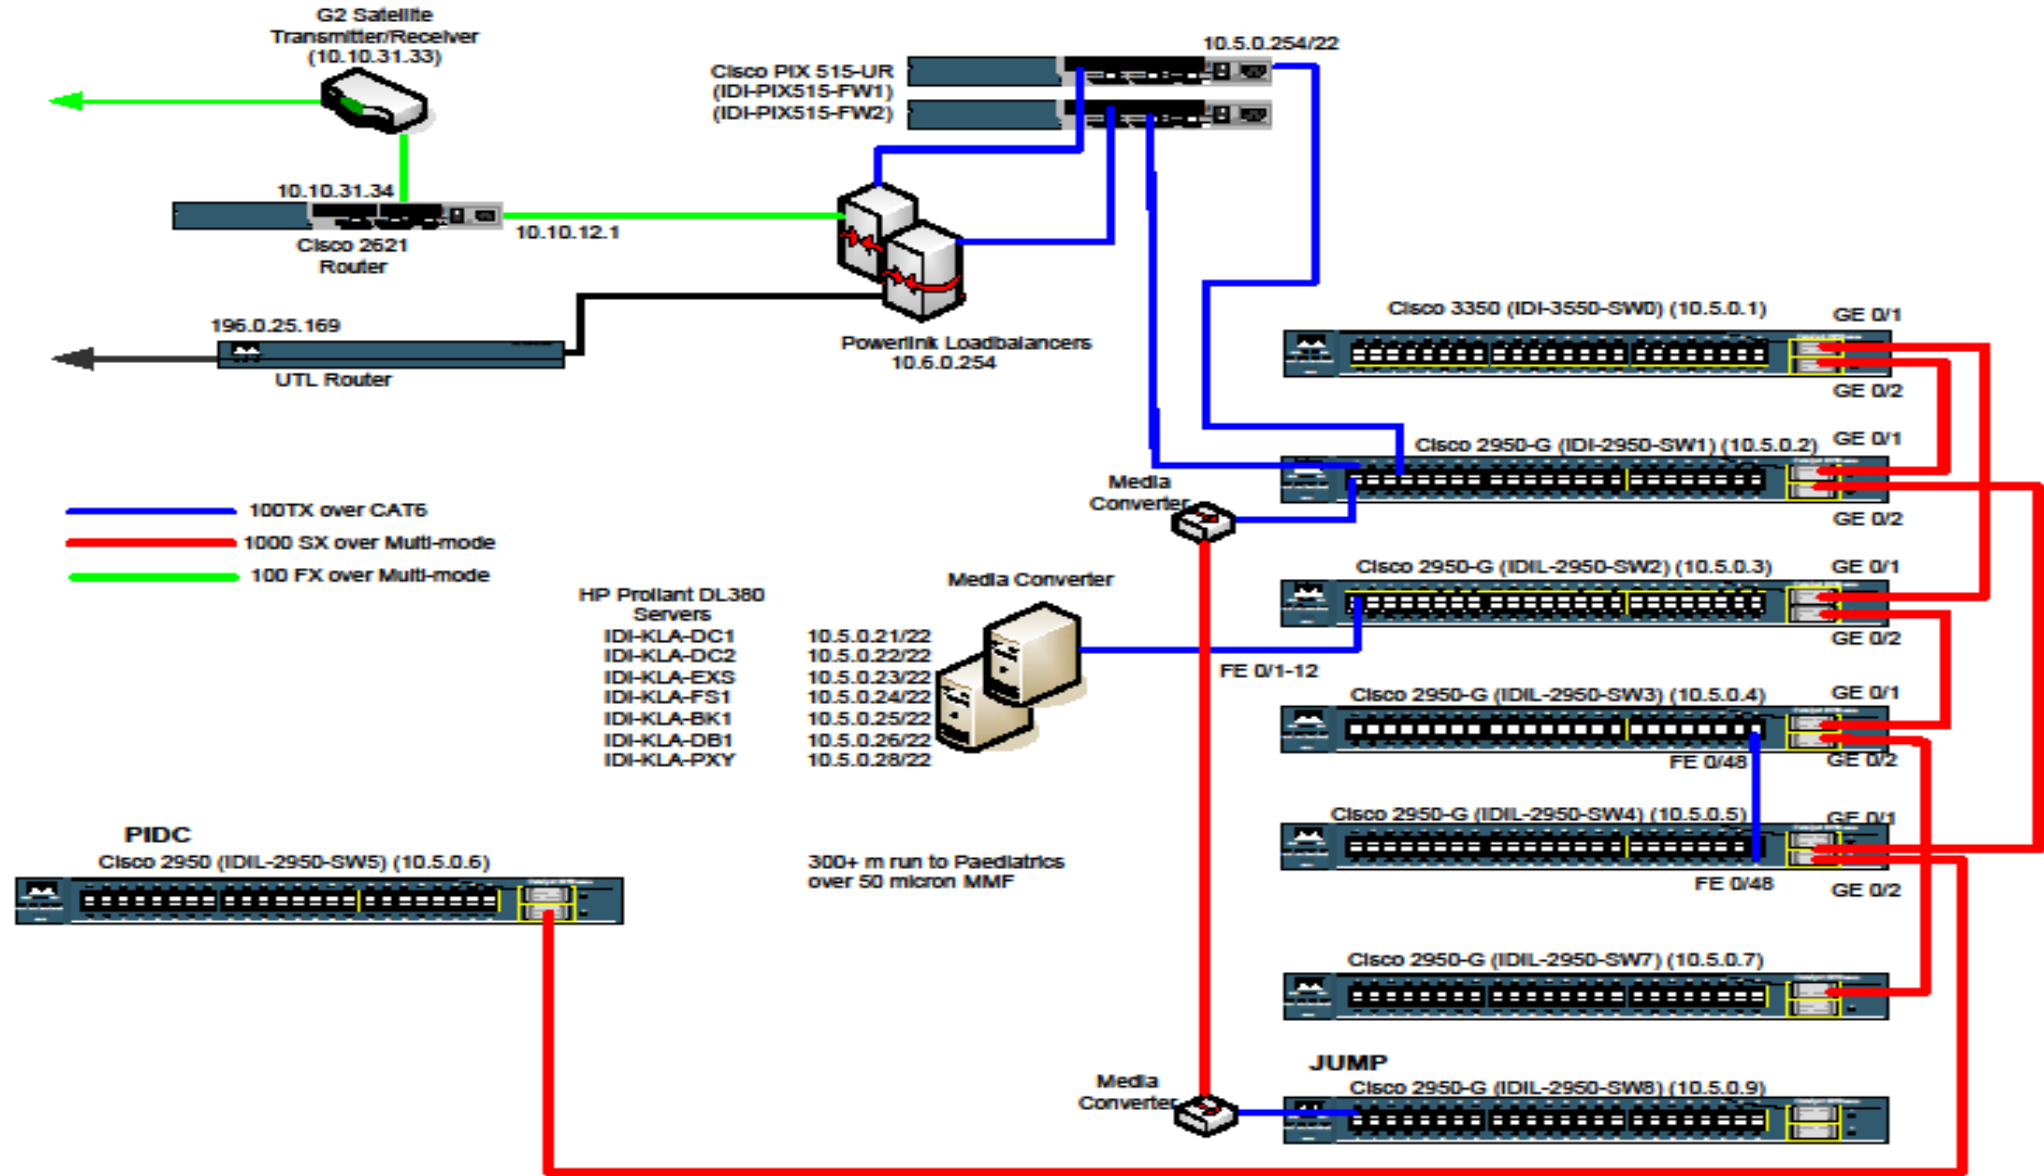 G2 Satellite
Transmitter/Receiver
(10.10.31.33)
10.10.31.34
Cisco 2621
Router
10.10.12.1
196.0.25.169
UTL Router
Cisco PIX 515-UR
(IDI-PIX515-FW1)
(IDI-PIX515-FW2)
10.5.0.254/22
Powerlink Loadbalancers
10.6.0.254
100TX over CAT6
1000 SX over Multi-mode
100 FX over Multi-mode
HP Proliant DL380
Servers
IDI-KLA-DC1 10.5.0.21/22
IDI-KLA-DC2 10.5.0.22/22
IDI-KLA-EXS 10.5.0.23/22
IDI-KLA-FS1 10.5.0.24/22
IDI-KLA-BK1 10.5.0.25/22
IDI-KLA-DB1 10.5.0.26/22
IDI-KLA-PXY 10.5.0.28/22
Media Converter
Media
Converter
FE 0/1-12
Cisco 3350 (IDI-3550-SW0) (10.5.0.1)
GE 0/1
GE 0/2
Cisco 2950-G (IDI-2950-SW1) (10.5.0.2)
GE 0/1
GE 0/2
Cisco 2950-G (IDIL-2950-SW2) (10.5.0.3)
GE 0/1
GE 0/2
Cisco 2950-G (IDIL-2950-SW3) (10.5.0.4)
GE 0/1
FE 0/48
GE 0/2
Cisco 2950-G (IDIL-2950-SW4) (10.5.0.5)
GE 0/1
FE 0/48
GE 0/2
PIDC
Cisco 2950 (IDIL-2950-SW5) (10.5.0.6)
300+ m run to Paediatrics
over 50 micron MMF
Cisco 2950-G (IDIL-2950-SW7) (10.5.0.7)
JUMP
Cisco 2950-G (IDIL-2950-SW8) (10.5.0.9)
Media
Converter